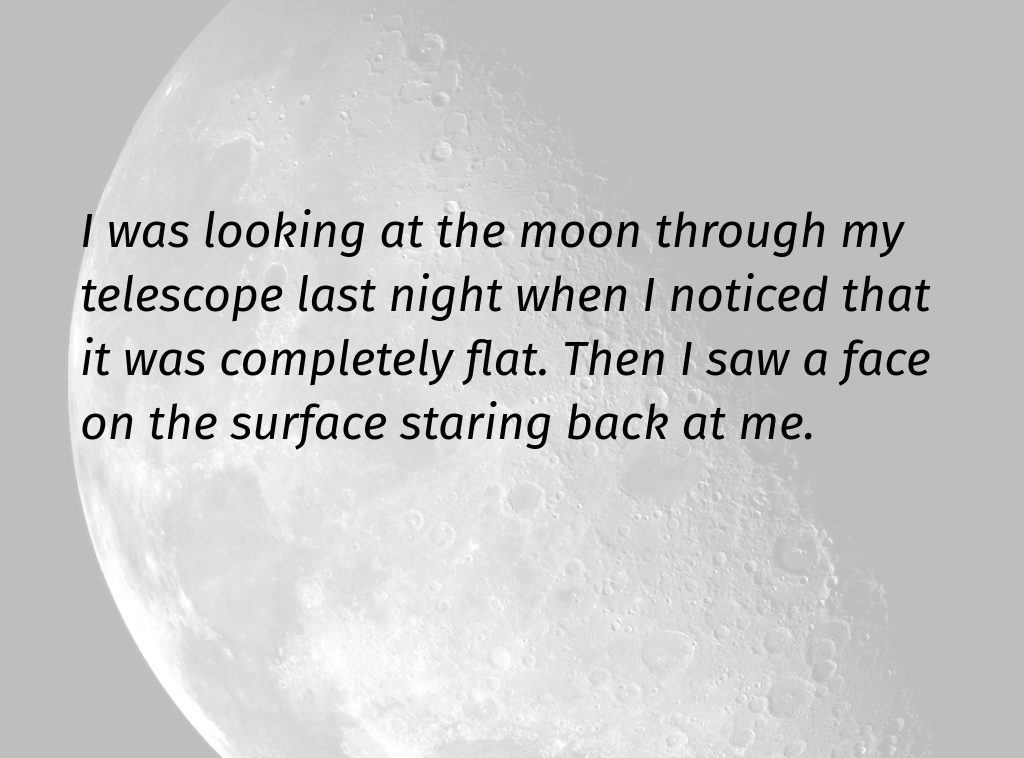 I was looking at the moon through my
telescope last night when I noticed that
it was completely flat. Then I saw a face
on the surface staring back at me.